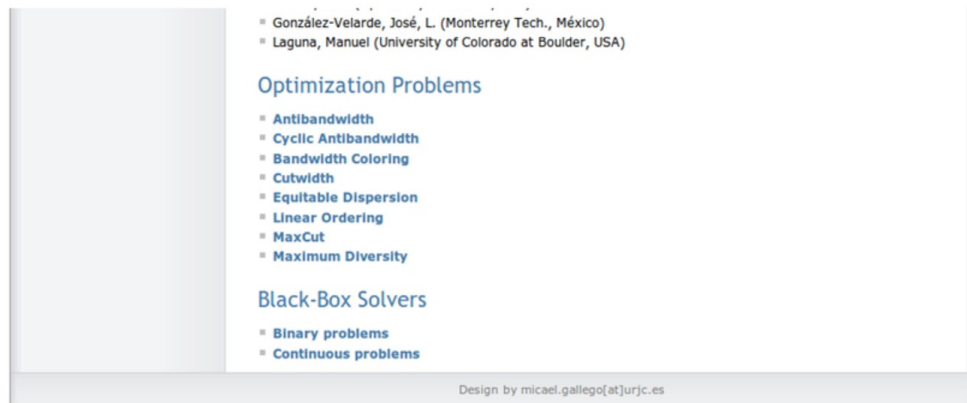 González-Velarde, José, L. (Monterrey Tech., México)
Laguna, Manuel (University of Colorado at Boulder, USA)
Optimization Problems
Antibandwidth
Cyclic Antibandwidth
Bandwidth Coloring
Cutwidth
Equitable Dispersion
Linear Ordering
MaxCut
Maximum Diversity
Black-Box Solvers
Binary problems
Continuous problems
Design by micael.gallego[at]urjc.es